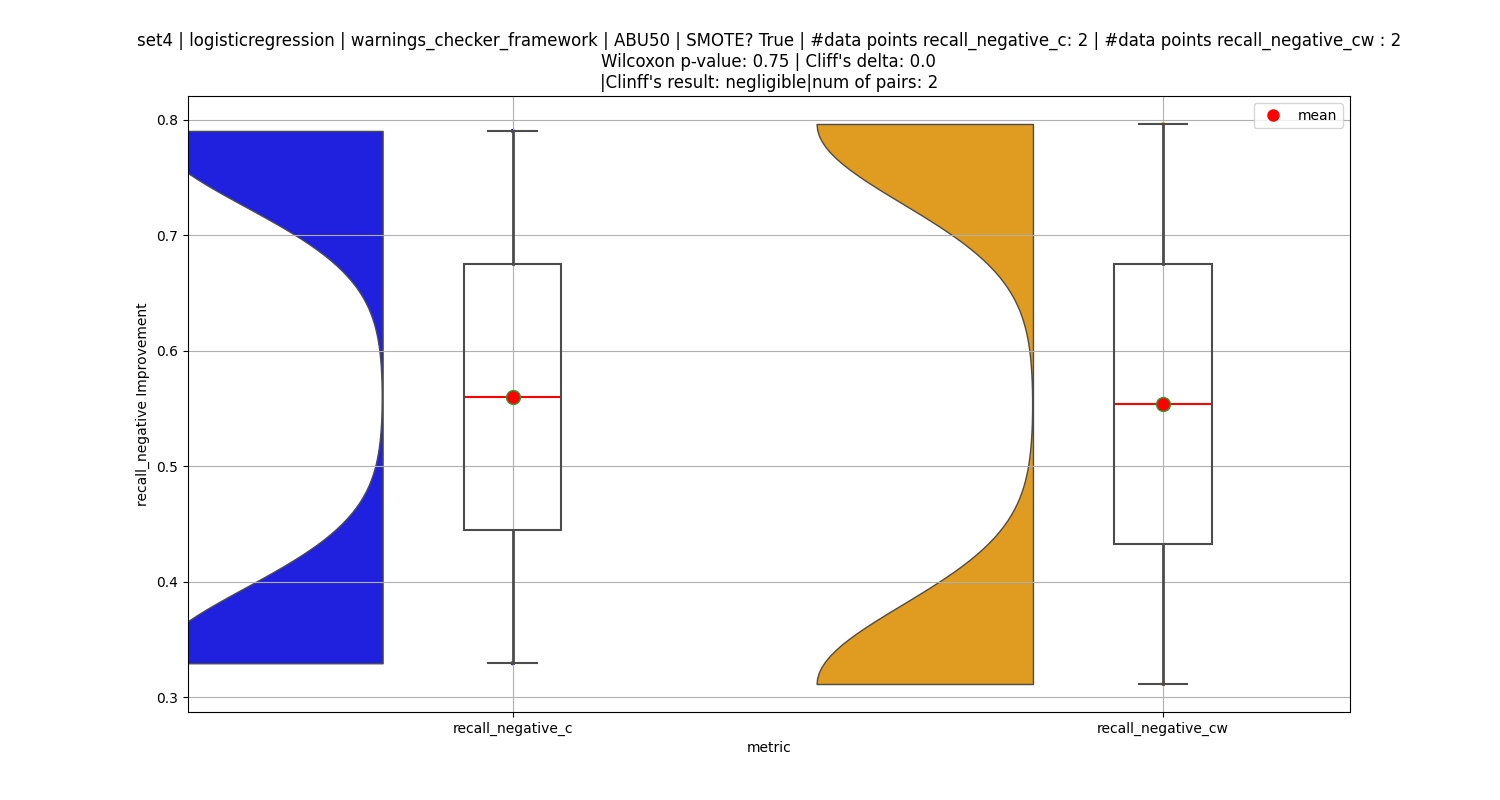 set4 | logisticregression | warnings_checker_framework | ABU50 | SMOTE? True | #data points recall_negative_c: 2 | #data points recall_negative_cw : 2
Wilcoxon p-value: 0.75 | Cliff's delta: 0.0
|Clinff's result: negligible|num of pairs: 2
mean
0.8
0.7
0.6
0.5
0.4
0.3
recall_negative Improvement
recall_negative_c
recall_negative_cw
metric